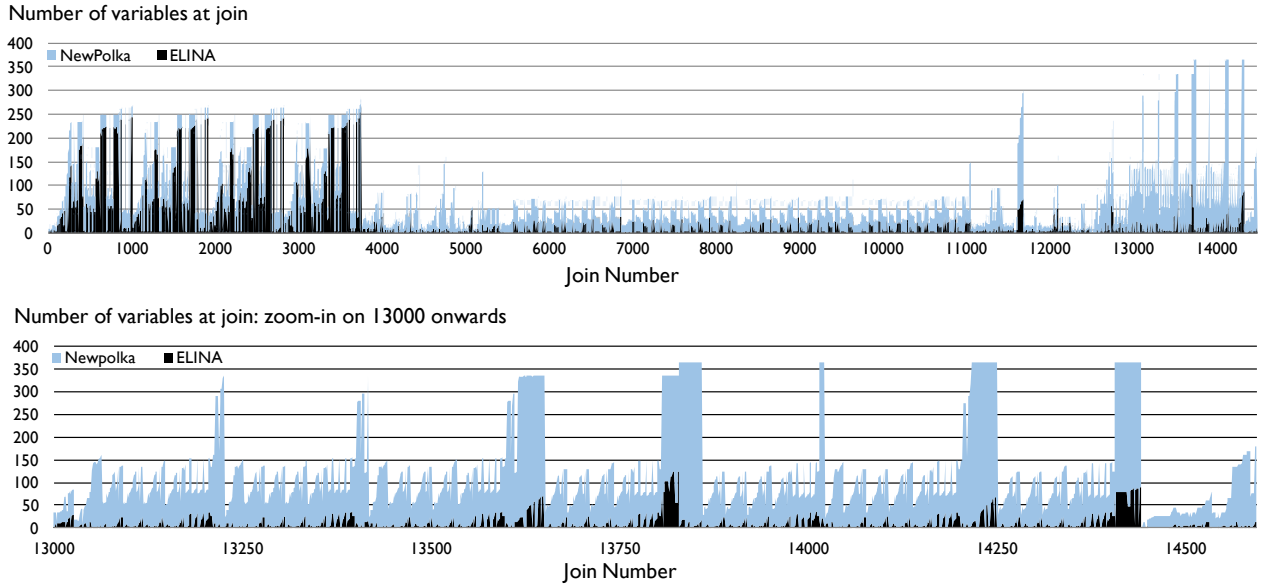 Number of variables at join
400
NewPolka ELINA
350
300
250
200
150
100
50
0
0 1000 2000 3000 4000 5000 6000 7000 8000 9000 10000 11000 12000 13000 14000
Join Number
Number of variables at join: zoom-in on 13000 onwards
400
Newpolka ELINA
350
300
250
200
150
100
50
0
13000 13250 13500 13750 14000 14250 14500
Join Number